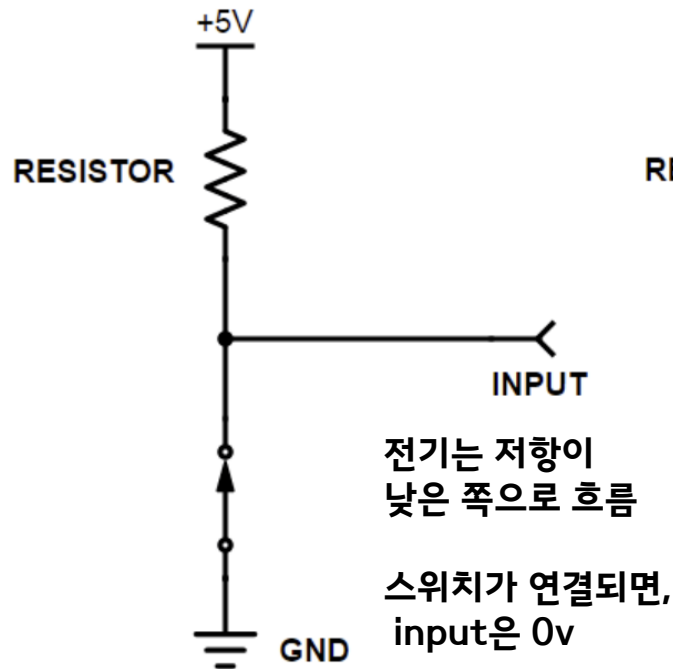 +5V
RESISTOR
INPUT
전기는 저항이
낮은 쪽으로 흐름
스위치가 연결되면,
input은 0v
GND